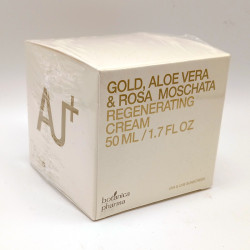 AU+
GOLD, ALOE VERA
& ROSA MOSCHATA
REGENERATING
CREAM
50 ML / 1.7 FL OZ
botanica
pharma